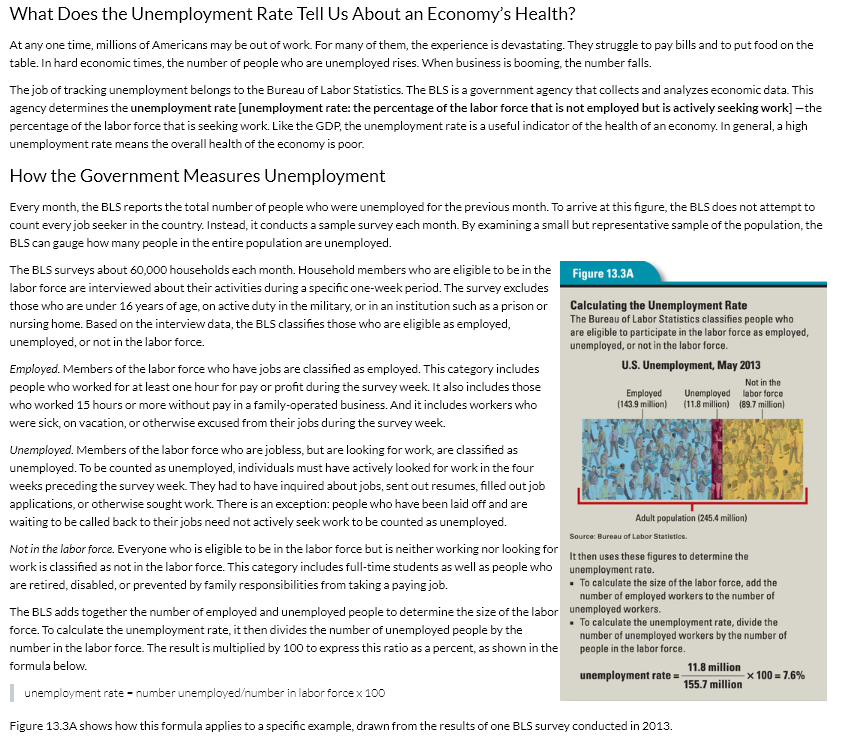 What Does the Unemployment Rate Tell Us About an Economy's Health?
At any one time, millions of Americans may be out of work. For many of them, the experience is devastating. They struggle to pay bills and to put food on the
table. In hard economic times, the number of people who are unemployed rises. When business is booming, the number falls.
The job of tracking unemployment belongs to the Bureau of Labor Statistics. The BLS is a government agency that collects and analyzes economic data. This
agency determines the unemployment rate [unemployment rate: the percentage of the labor force that is not employed but is actively seeking work] —the
percentage of the labor force that is seeking work. Like the GDP, the unemployment rate is a useful indicator of the health of an economy. In general, a high
unemployment rate means the overall health of the economy is poor.
How the Government Measures Unemployment
Every month, the BLS reports the total number of people who were unemployed for the previous month. To arrive at this figure, the BLS does not attempt to
count every job seeker in the country. Instead, it conducts a sample survey each month. By examining a small but representative sample of the population, the
BLS can gauge how many people in the entire population are unemployed.
The BLS surveys about 60,000 households each month. Household members who are eligible to be in the
labor force are interviewed about their activities during a specific one-week period. The survey excludes
those who are under 16 years of age, on active duty in the military, or in an institution such as a prison or
nursing home. Based on the interview data, the BLS classifies those who are eligible as employed,
unemployed, or not in the labor force.
Employed. Members of the labor force who have jobs are classified as employed. This category includes
people who worked for at least one hour for pay or profit during the survey week. It also includes those
who worked 15 hours or more without pay in a family-operated business. And it includes workers who
were sick, on vacation, or otherwise excused from their jobs during the survey week.
Unemployed. Members of the labor force who are jobless, but are looking for work, are classified as
unemployed. To be counted as unemployed, individuals must have actively looked for work in the four
weeks preceding the survey week. They had to have inquired about jobs, sent out resumes, filled out job
applications, or otherwise sought work. There is an exception: people who have been laid off and are
waiting to be called back to their jobs need not actively seek work to be counted as unemployed.
Not in the labor force. Everyone who is eligible to be in the labor force but is neither working nor looking for
work is classified as not in the labor force. This category includes full-time students as well as people who
are retired, disabled, or prevented by family responsibilities from taking a paying job.
The BLS adds together the number of employed and unemployed people to determine the size of the labor
force. To calculate the unemployment rate, it then divides the number of unemployed people by the
number in the labor force. The result is multiplied by 100 to express this ratio as a percent, as shown in the
formula below.
unemployment rate = number unemployed/number in labor force x 100
Figure 13.3A
Calculating the Unemployment Rate
The Bureau of Labor Statistics classifies people who
are eligible to participate in the labor force as employed,
unemployed, or not in the labor force.
U.S. Unemployment, May 2013
Employed
(143.9 million)
Unemployed
(11.8 million)
Not in the
labor force
(89.7 million)
Adult population (245.4 million)
Source: Bureau of Labor Statistics.
It then uses these figures to determine the
unemployment rate.
▪ To calculate the size of the labor force, add the
number of employed workers to the number of
unemployed workers.
▪ To calculate the unemployment rate, divide the
number of unemployed workers by the number of
people in the labor force.
unemployment rate = 11.8 million / 155.7 million x 100 = 7.6%
Figure 13.3A shows how this formula applies to a specific example, drawn from the results of one BLS survey conducted in 2013.